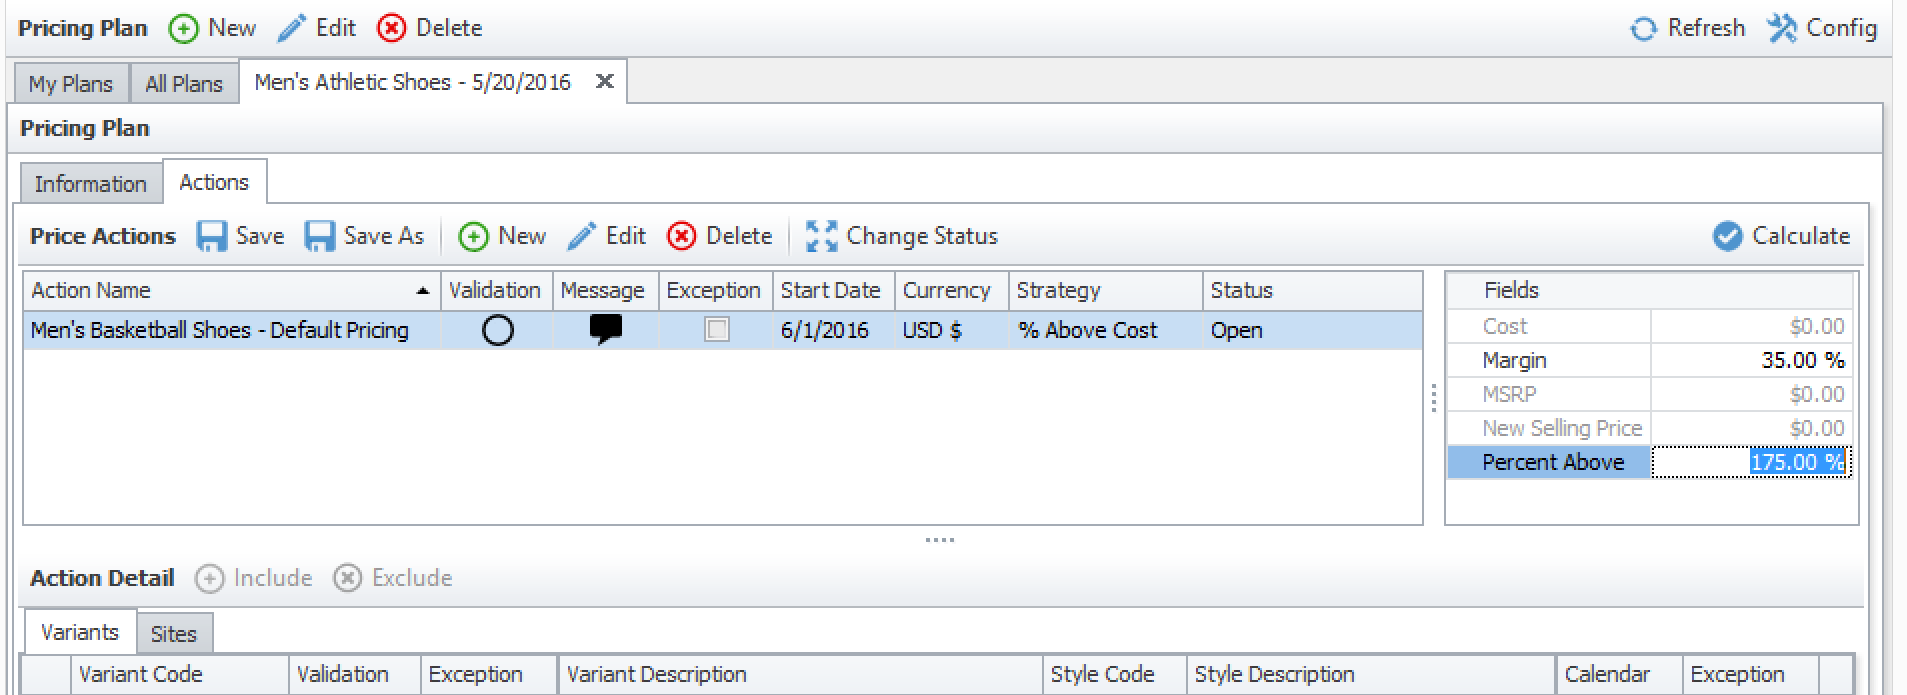 Pricing Plan New Edit Delete Refresh Config
My Plans All Plans Men's Athletic Shoes - 5/20/2016
Pricing Plan
Information Actions
Price Actions Save Save As New Edit Delete Change Status Calculate
Action Name Validation Message Exception Start Date Currency Strategy Status Fields
Men's Basketball Shoes - Default Pricing 6/1/2016 USD $ % Above Cost Open
Cost $0.00
Margin 35.00 %
MSRP $0.00
New Selling Price $0.00
Percent Above 175.00 %
Action Detail Include Exclude
Variants Sites
Variant Code Validation Exception Variant Description Style Code Style Description Calendar Exception